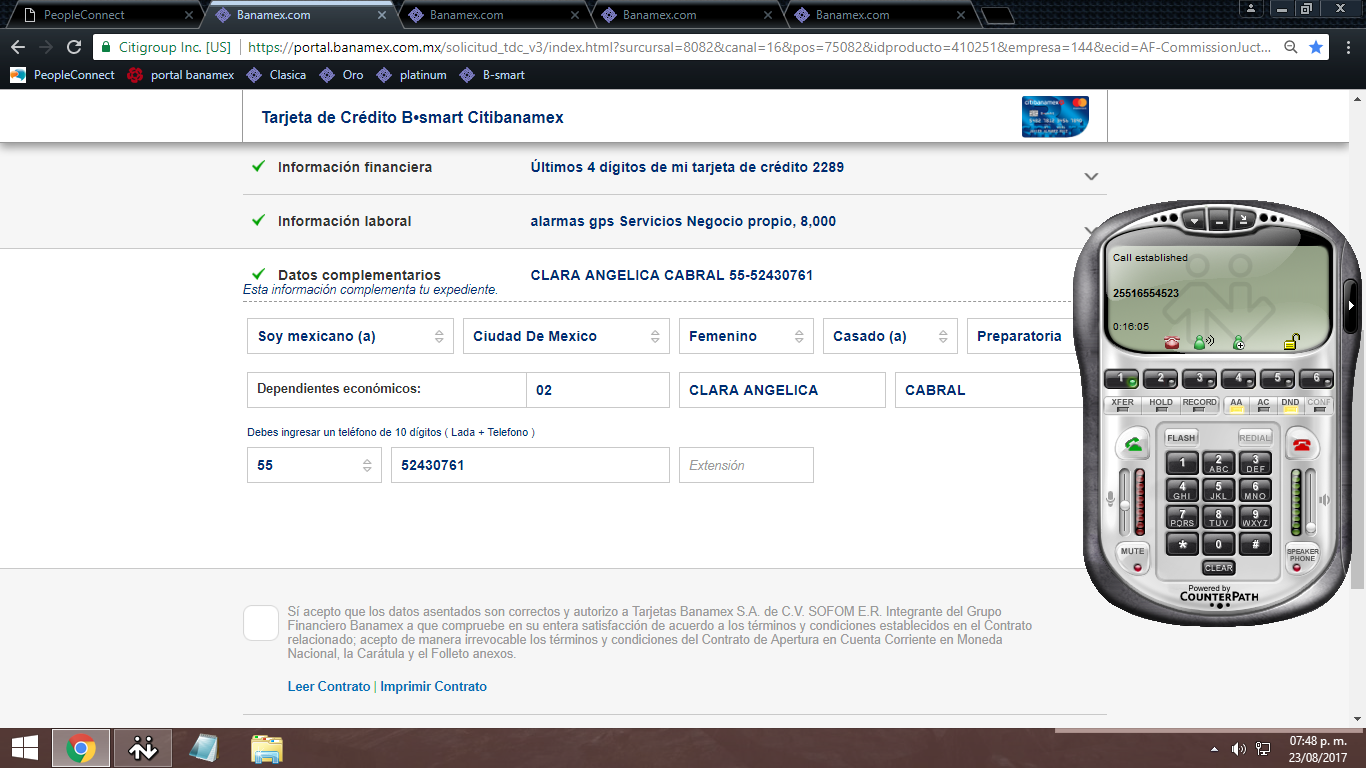 PeopleConnect
Banamex.com
Banamex.com
Banamex.com
Banamex.com
Citigroup Inc. [US] https://portal.banamex.com.mx/solicitud_tdc_v3/index.html?surcursal=8082&canal=16&pos=75082&idproducto=410251&empresa=144&ecid=AF-CommissionJuct...
PeopleConnect portal banamex Clasica Oro platinum B-smart
Tarjeta de Crédito B•smart Citibanamex
citibanamex
Información financiera Últimos 4 dígitos de mi tarjeta de crédito 2289
Información laboral alarmas gps Servicios Negocio propio, 8,000
Datos complementarios CLARA ANGELICA CABRAL 55-52430761
Esta información complementa tu expediente.
Soy mexicano (a) Ciudad De Mexico Femenino Casado (a) Preparatoria
Dependientes económicos: 02 CLARA ANGELICA CABRAL
Debes ingresar un teléfono de 10 dígitos ( Lada + Telefono )
55 52430761 Extensión
Sí acepto que los datos asentados son correctos y autorizo a Tarjetas Banamex S.A. de C.V. SOFOM E.R. Integrante del Grupo
Financiero Banamex a que compruebe en su entera satisfacción de acuerdo a los términos y condiciones establecidos en el Contrato
relacionado; acepto de manera irrevocable los términos y condiciones del Contrato de Apertura en Cuenta Corriente en Moneda
Nacional, la Carátula y el Folleto anexos.
Leer Contrato | Imprimir Contrato
Call established
25516554523
0:16:05
1 2 3 4 5 6
XFER HOLD RECORD AA AC DND CONF
FLASH REDIAL
1 2 ABC 3 DEF
4 GHI 5 JKL 6 MNO
7 PQRS 8 TUV 9 WXYZ
* 0 #
MUTE CLEAR SPEAKER PHONE
Powered by
COUNTERPATH
07:48 p. m.
23/08/2017